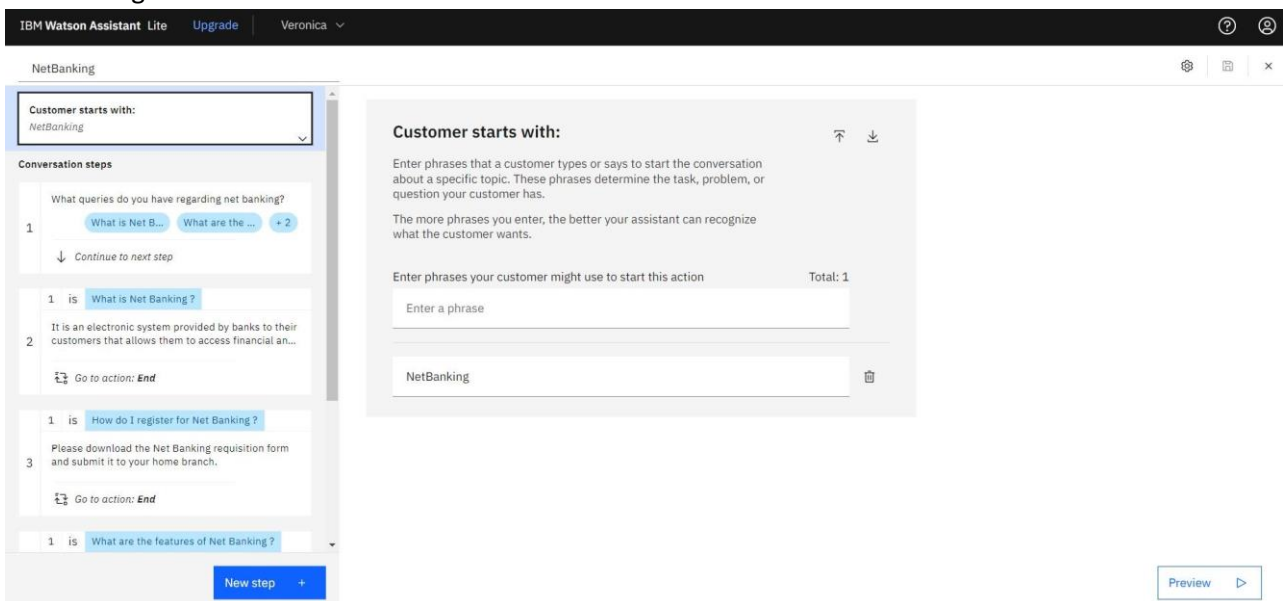 IBM Watson Assistant Lite Upgrade Veronica
NetBanking
Customer starts with:
NetBanking
Conversation steps
1
What queries do you have regarding net banking?
What is Net B... What are the ... + 2
Continue to next step
1 is What is Net Banking ?
2
It is an electronic system provided by banks to their
customers that allows them to access financial an...
Go to action: End
1 is How do I register for Net Banking ?
3
Please download the Net Banking requisition form
and submit it to your home branch.
Go to action: End
1 is What are the features of Net Banking ?
New step +
Customer starts with:
Enter phrases that a customer types or says to start the conversation
about a specific topic. These phrases determine the task, problem, or
question your customer has.
The more phrases you enter, the better your assistant can recognize
what the customer wants.
Enter phrases your customer might use to start this action Total: 1
Enter a phrase
NetBanking
Preview